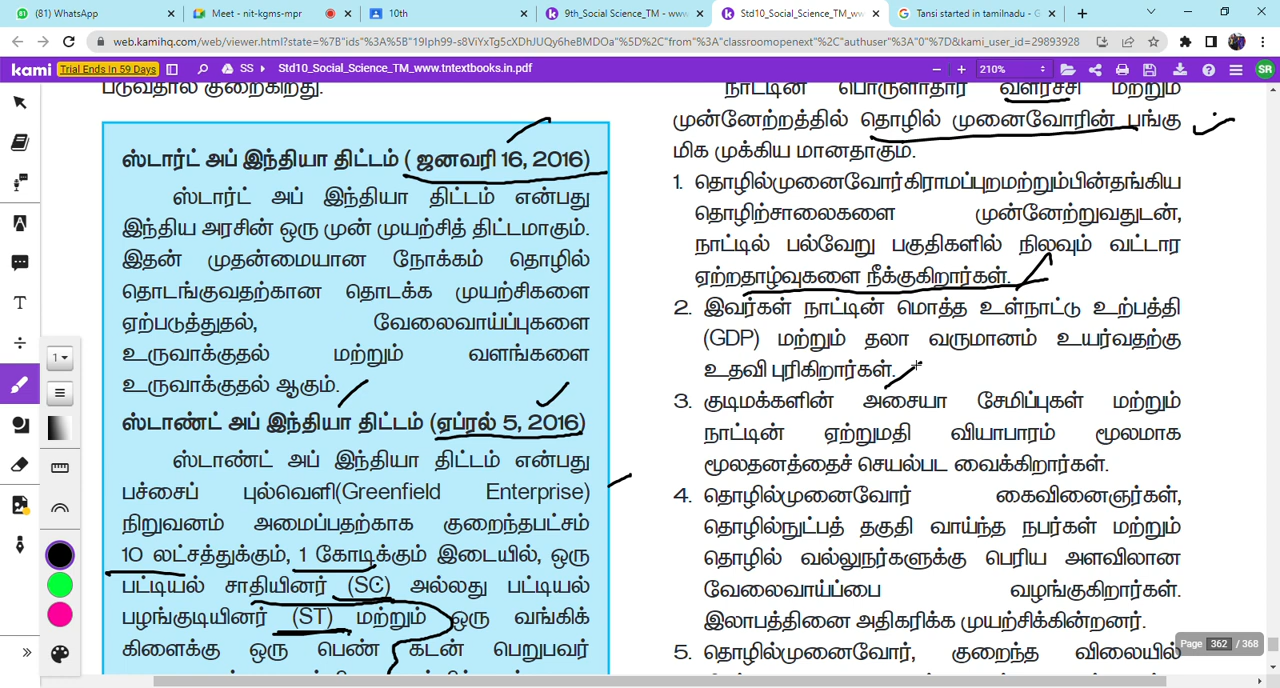 (81) WhatsApp
Meet - nit-kgms-mpr
10th
9th_Social Science_TM - www
Std10_Social_Science_TM_www
Tansi started in tamilnadu - G
web.kamihq.com/web/viewer.html?state=%7B"ids"%3A%5B"19Iph99-s8ViYxTg5cXDhJUQy6heBMDOa"%5D%2C"from"%3A"classroomopenext"%2C"authuser"%3A"0"%7D&kami_user_id=29893928
kami
Trial Ends In 59 Days
SS
Std10_Social_Science_TM_www.tntextbooks.in.pdf
210%
SR
படுவதால் குறைகிறது.
ஸ்டார்ட் அப் இந்தியா திட்டம் ( ஜனவரி 16, 2016)
ஸ்டார்ட் அப் இந்தியா திட்டம் என்பது
இந்திய அரசின் ஒரு முன் முயற்சித் திட்டமாகும்.
இதன் முதன்மையான நோக்கம் தொழில்
தொடங்குவதற்கான தொடக்க முயற்சிகளை
ஏற்படுத்துதல், வேலைவாய்ப்புகளை
உருவாக்குதல் மற்றும் வளங்களை
உருவாக்குதல் ஆகும்.
ஸ்டாண்ட் அப் இந்தியா திட்டம் (ஏப்ரல் 5, 2016)
ஸ்டாண்ட் அப் இந்தியா திட்டம் என்பது
பச்சைப் புல்வெளி(Greenfield Enterprise)
நிறுவனம் அமைப்பதற்காக குறைந்தபட்சம்
10 லட்சத்துக்கும், 1 கோடிக்கும் இடையில், ஒரு
பட்டியல் சாதியினர் (SC) அல்லது பட்டியல்
பழங்குடியினர் (ST) மற்றும் ஒரு வங்கிக்
கிளைக்கு ஒரு பெண் கடன் பெறுபவர்
நாட்டின் பொருளாதார வளர்ச்சி மற்றும்
முன்னேற்றத்தில் தொழில் முனைவோரின் பங்கு
மிக முக்கிய மானதாகும்.
1. தொழில்முனைவோர்கிராமப்புறமற்றும்பின்தங்கிய
தொழிற்சாலைகளை முன்னேற்றுவதுடன்,
நாட்டில் பல்வேறு பகுதிகளில் நிலவும் வட்டார
ஏற்றதாழ்வுகளை நீக்குகிறார்கள்.
2. இவர்கள் நாட்டின் மொத்த உள்நாட்டு உற்பத்தி
(GDP) மற்றும் தலா வருமானம் உயர்வதற்கு
உதவி புரிகிறார்கள்.
3. குடிமக்களின் அசையா சேமிப்புகள் மற்றும்
நாட்டின் ஏற்றுமதி வியாபாரம் மூலமாக
மூலதனத்தைச் செயல்பட வைக்கிறார்கள்.
4. தொழில்முனைவோர் கைவினைஞர்கள்,
தொழில்நுட்பத் தகுதி வாய்ந்த நபர்கள் மற்றும்
தொழில் வல்லுநர்களுக்கு பெரிய அளவிலான
வேலைவாய்ப்பை வழங்குகிறார்கள்.
இலாபத்தினை அதிகரிக்க முயற்சிக்கின்றனர்.
5. தொழில்முனைவோர், குறைந்த விலையில்
1
Page 362 / 368